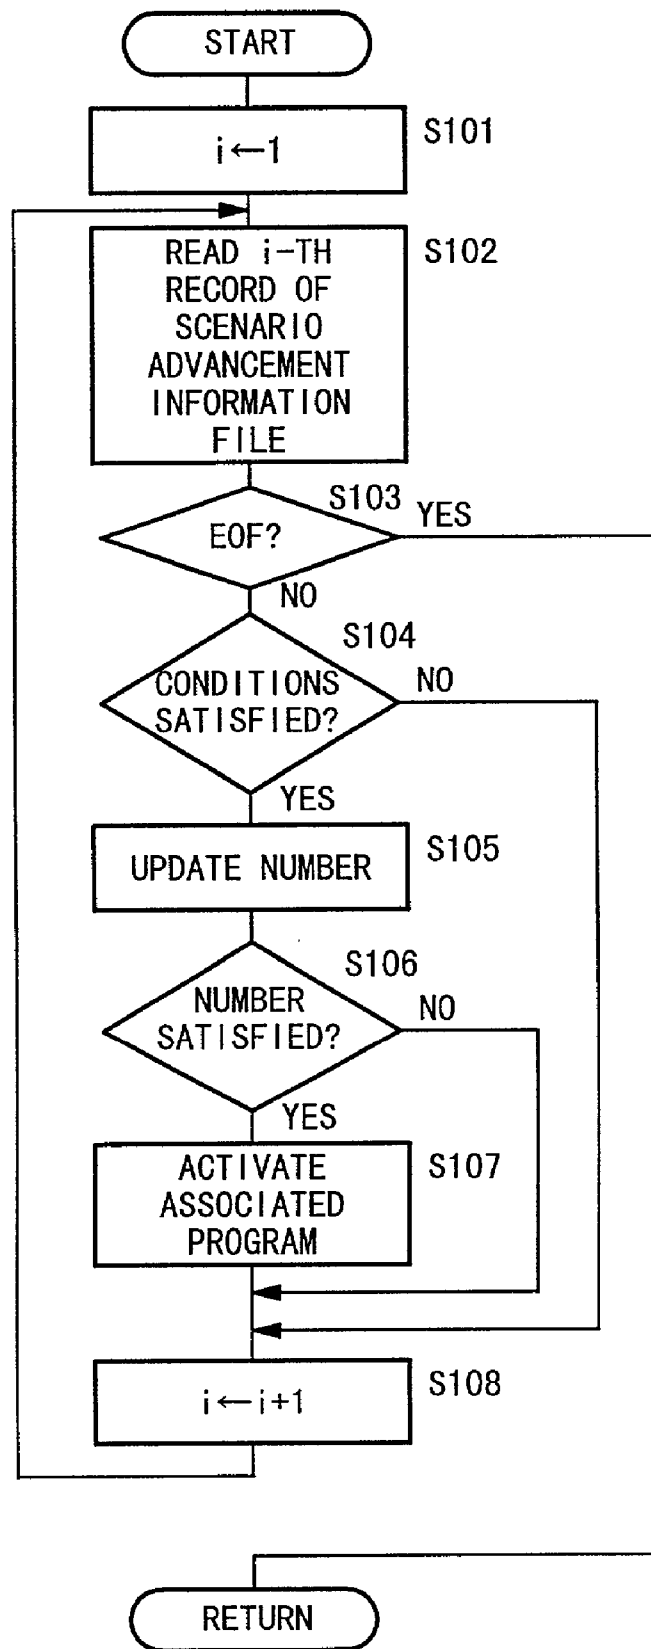 START
i←1
S101
READ i-TH
RECORD OF
SCENARIO
ADVANCEMENT
INFORMATION
FILE
S102
EOF?
S103
YES
NO
CONDITIONS
SATISFIED?
S104
NO
YES
UPDATE NUMBER
S105
NUMBER
SATISFIED?
S106
NO
YES
ACTIVATE
ASSOCIATED
PROGRAM
S107
i←i+1
S108
RETURN